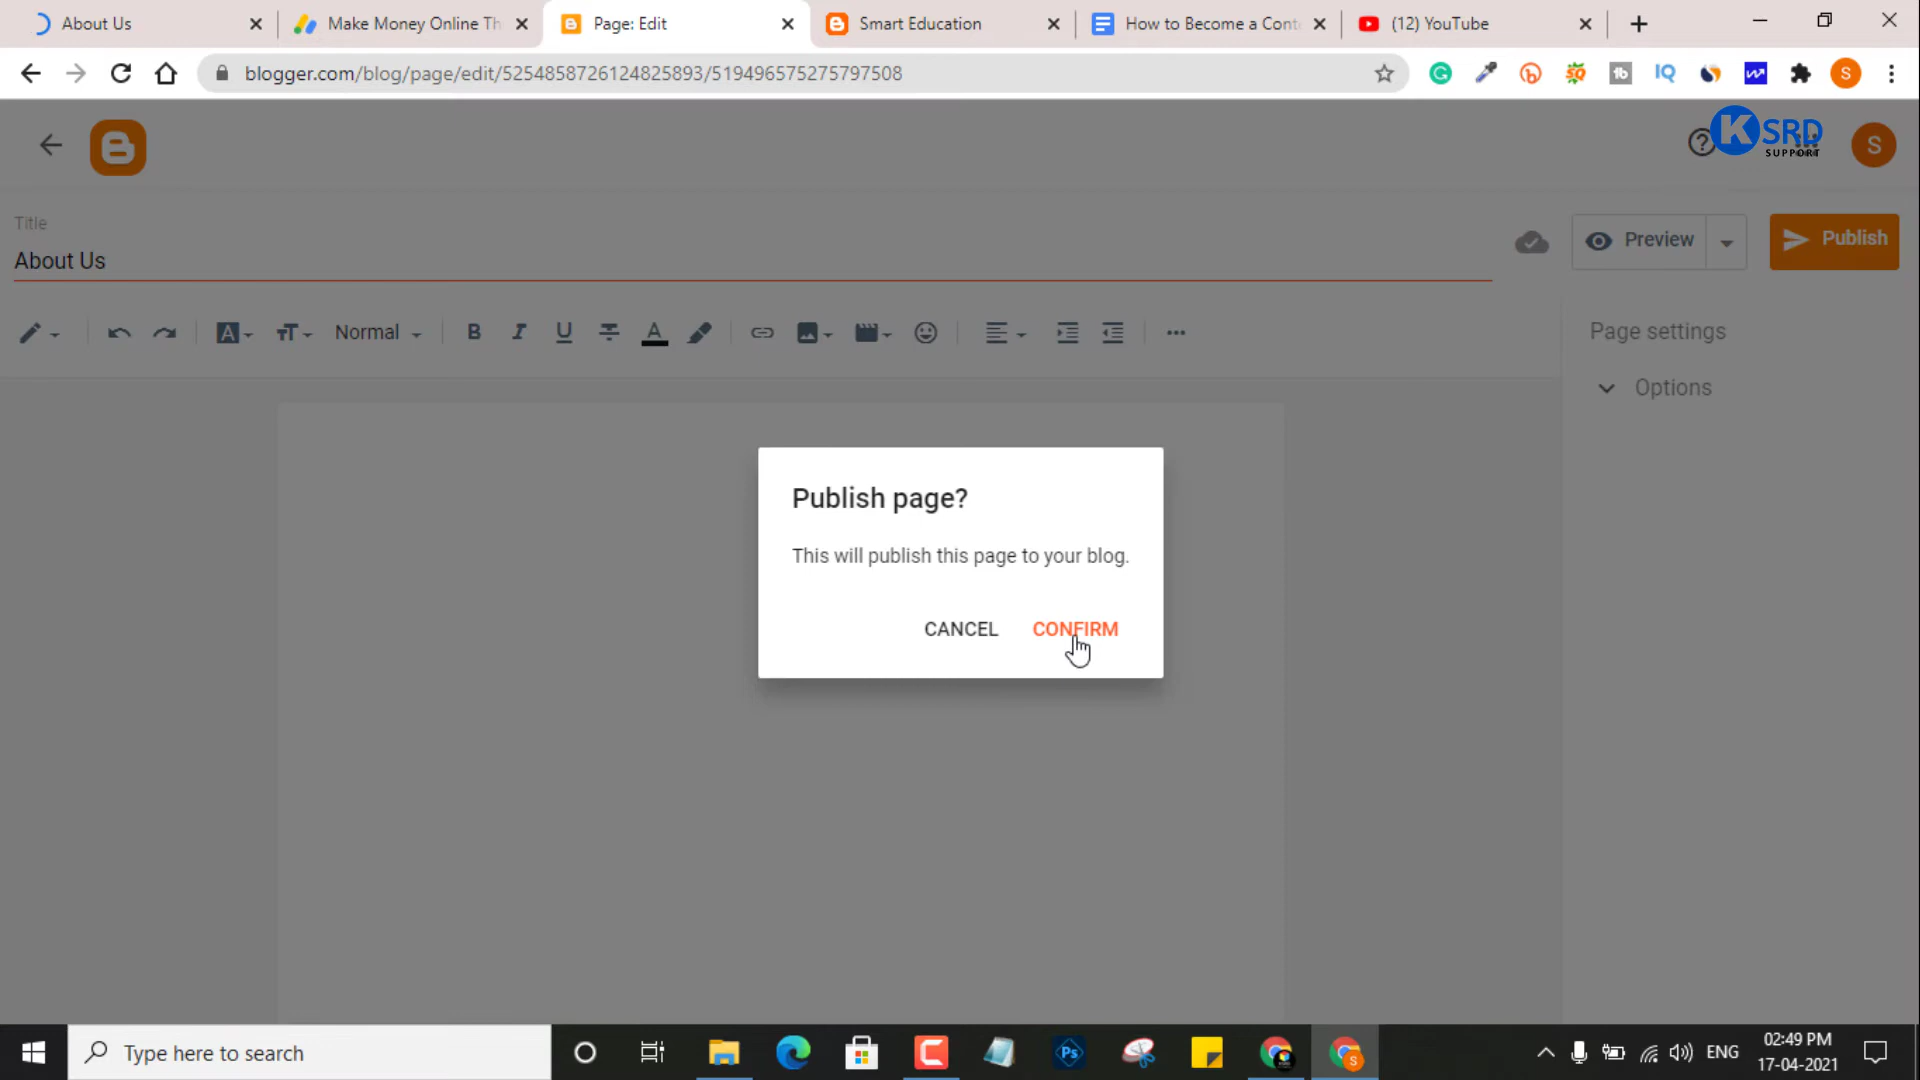 About Us
Make Money Online Th
Page: Edit
Smart Education
How to Become a Cont
(12) YouTube
blogger.com/blog/page/edit/5254858726124825893/519496575275797508
K SRD
SUPPORT
S
Title
About Us
Preview
Publish
Normal
Page settings
Options
Publish page?
This will publish this page to your blog.
CANCEL
CONFIRM
Type here to search
ENG
02:49 PM
17-04-2021